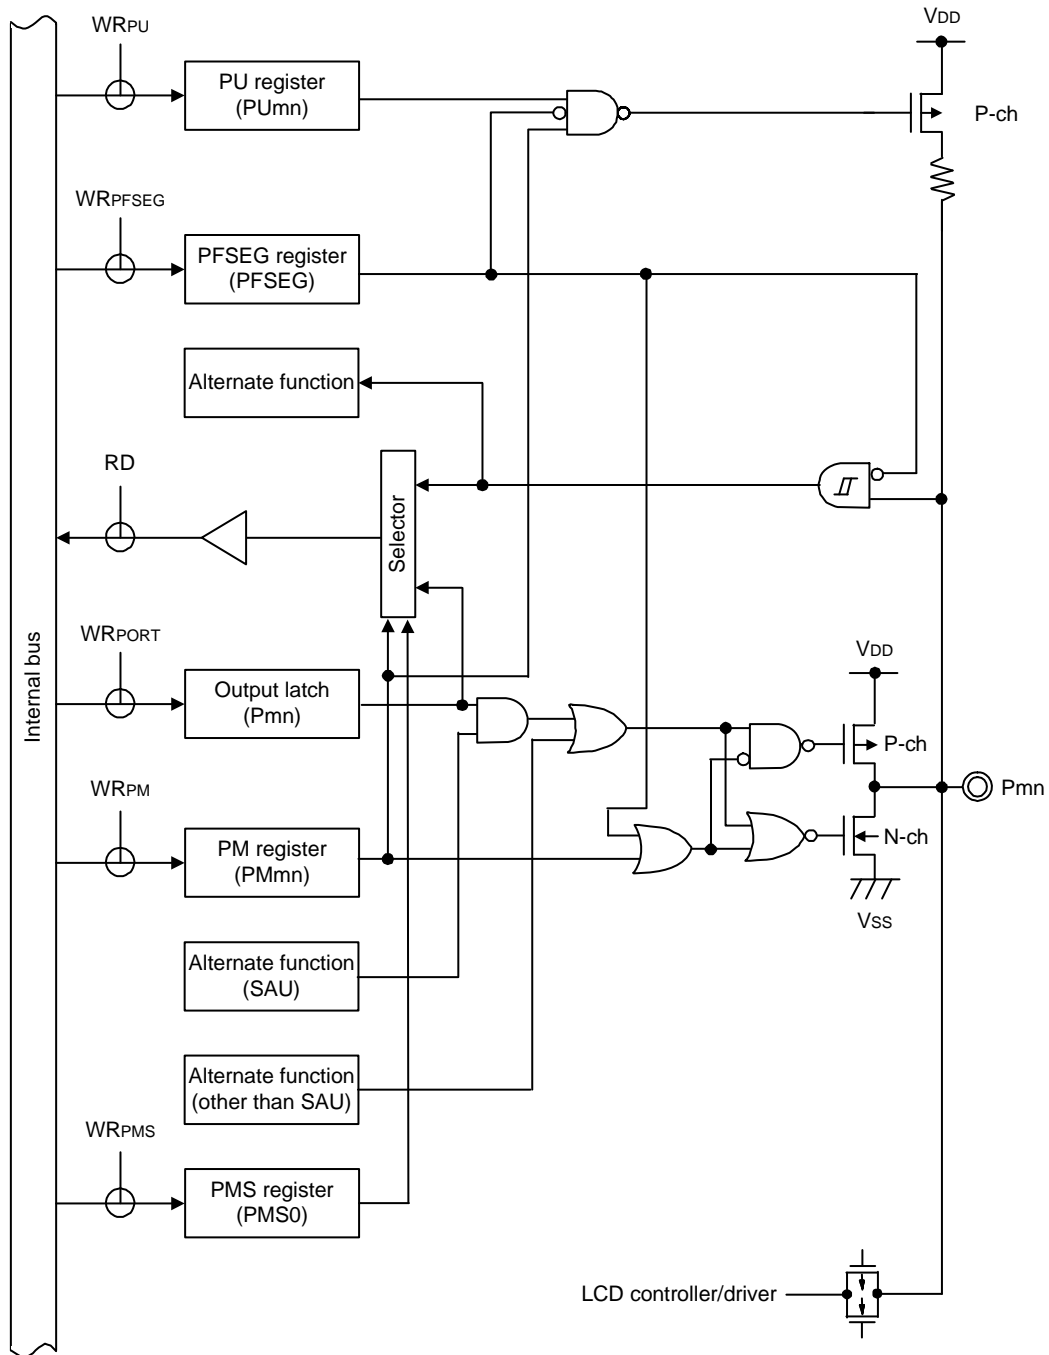 WRPU
VDD
PU register
(PUmn)
P-ch
WRPFSEG
PFSEG register
(PFSEG)
Alternate function
RD
Selector
Internal bus
WRPORT
Output latch
(Pmn)
VDD
P-ch
Pmn
WRPM
PM register
(PMmn)
N-ch
VSS
Alternate function
(SAU)
Alternate function
(other than SAU)
WRPMS
PMS register
(PMS0)
LCD controller/driver